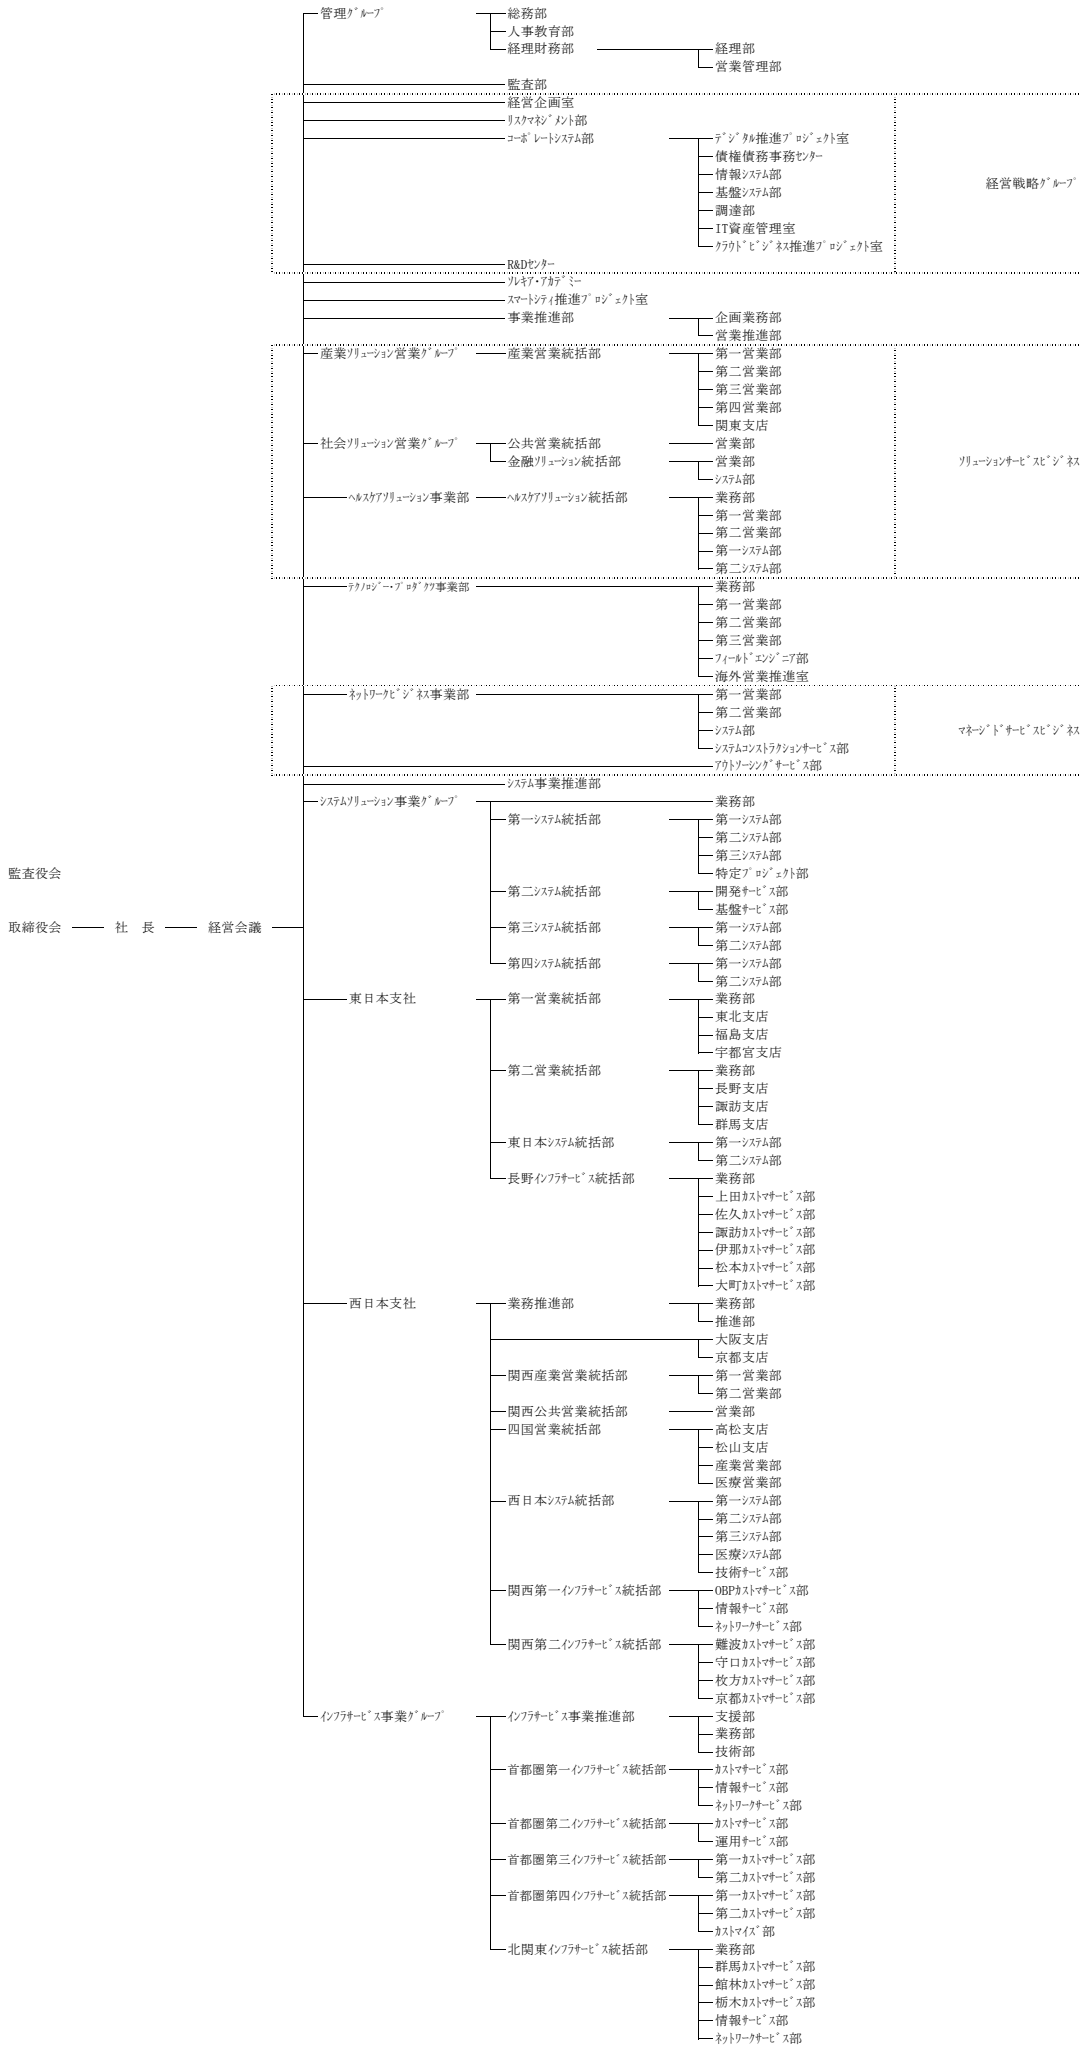 管理ｸﾞﾙｰﾌﾟ 総務部
人事教育部
経理財務部 経理部
営業管理部
監査部
経営企画室
ﾘｽｸﾏﾈｼﾞﾒﾝﾄ部
ｺｰﾎﾟﾚｰﾄｼｽﾃﾑ部 ﾃﾞｼﾞﾀﾙ推進ﾌﾟﾛｼﾞｪｸﾄ室
債権債務事務ｾﾝﾀｰ
情報ｼｽﾃﾑ部
経営戦略ｸﾞﾙｰﾌﾟ
基盤ｼｽﾃﾑ部
調達部
IT資産管理室
ｸﾗｳﾄﾞﾋﾞｼﾞﾈｽ推進ﾌﾟﾛｼﾞｪｸﾄ室
R&Dｾﾝﾀｰ
ｿﾚｷｱ･ｱｶﾃﾞﾐｰ
ｽﾏｰﾄｼﾃｨ推進ﾌﾟﾛｼﾞｪｸﾄ室
事業推進部 企画業務部
営業推進部
産業ｿﾘｭｰｼｮﾝ営業ｸﾞﾙｰﾌﾟ 産業営業統括部 第一営業部
第二営業部
第三営業部
第四営業部
関東支店
社会ｿﾘｭｰｼｮﾝ営業ｸﾞﾙｰﾌﾟ 公共営業統括部 営業部
金融ｿﾘｭｰｼｮﾝ統括部 営業部 ｿﾘｭｰｼｮﾝｻｰﾋﾞｽﾋﾞｼﾞﾈｽ
ｼｽﾃﾑ部
ﾍﾙｽｹｱｿﾘｭｰｼｮﾝ事業部 ﾍﾙｽｹｱｿﾘｭｰｼｮﾝ統括部 業務部
第一営業部
第二営業部
第一ｼｽﾃﾑ部
第二ｼｽﾃﾑ部
ﾃｸﾉﾛｼﾞｰ･ﾌﾟﾛﾀﾞｸﾂ事業部 業務部
第一営業部
第二営業部
第三営業部
ﾌｨｰﾙﾄﾞｴﾝｼﾞﾆｱ部
海外営業推進室
ﾈｯﾄﾜｰｸﾋﾞｼﾞﾈｽ事業部 第一営業部
第二営業部
ｼｽﾃﾑ部 ﾏﾈｰｼﾞﾄﾞｻｰﾋﾞｽﾋﾞｼﾞﾈｽ
ｼｽﾃﾑｺﾝｽﾄﾗｸｼｮﾝｻｰﾋﾞｽ部
ｱｳﾄｿｰｼﾝｸﾞｻｰﾋﾞｽ部
ｼｽﾃﾑ事業推進部
ｼｽﾃﾑｿﾘｭｰｼｮﾝ事業ｸﾞﾙｰﾌﾟ 業務部
第一ｼｽﾃﾑ統括部 第一ｼｽﾃﾑ部
第二ｼｽﾃﾑ部
第三ｼｽﾃﾑ部
監査役会 特定ﾌﾟﾛｼﾞｪｸﾄ部
第二ｼｽﾃﾑ統括部 開発ｻｰﾋﾞｽ部
基盤ｻｰﾋﾞｽ部
取締役会 社　長 経営会議 第三ｼｽﾃﾑ統括部 第一ｼｽﾃﾑ部
第二ｼｽﾃﾑ部
第四ｼｽﾃﾑ統括部 第一ｼｽﾃﾑ部
第二ｼｽﾃﾑ部
東日本支社 第一営業統括部 業務部
東北支店
福島支店
宇都宮支店
第二営業統括部 業務部
長野支店
諏訪支店
群馬支店
東日本ｼｽﾃﾑ統括部 第一ｼｽﾃﾑ部
第二ｼｽﾃﾑ部
長野ｲﾝﾌﾗｻｰﾋﾞｽ統括部 業務部
上田ｶｽﾄﾏｻｰﾋﾞｽ部
佐久ｶｽﾄﾏｻｰﾋﾞｽ部
諏訪ｶｽﾄﾏｻｰﾋﾞｽ部
伊那ｶｽﾄﾏｻｰﾋﾞｽ部
松本ｶｽﾄﾏｻｰﾋﾞｽ部
大町ｶｽﾄﾏｻｰﾋﾞｽ部
西日本支社 業務推進部 業務部
推進部
大阪支店
京都支店
関西産業営業統括部 第一営業部
第二営業部
関西公共営業統括部 営業部
四国営業統括部 高松支店
松山支店
産業営業部
医療営業部
西日本ｼｽﾃﾑ統括部 第一ｼｽﾃﾑ部
第二ｼｽﾃﾑ部
第三ｼｽﾃﾑ部
医療ｼｽﾃﾑ部
技術ｻｰﾋﾞｽ部
関西第一ｲﾝﾌﾗｻｰﾋﾞｽ統括部 OBPｶｽﾄﾏｻｰﾋﾞｽ部
情報ｻｰﾋﾞｽ部
ﾈｯﾄﾜｰｸｻｰﾋﾞｽ部
関西第二ｲﾝﾌﾗｻｰﾋﾞｽ統括部 難波ｶｽﾄﾏｻｰﾋﾞｽ部
守口ｶｽﾄﾏｻｰﾋﾞｽ部
枚方ｶｽﾄﾏｻｰﾋﾞｽ部
京都ｶｽﾄﾏｻｰﾋﾞｽ部
ｲﾝﾌﾗｻｰﾋﾞｽ事業ｸﾞﾙｰﾌﾟ ｲﾝﾌﾗｻｰﾋﾞｽ事業推進部 支援部
業務部
技術部
首都圏第一ｲﾝﾌﾗｻｰﾋﾞｽ統括部 ｶｽﾄﾏｻｰﾋﾞｽ部
情報ｻｰﾋﾞｽ部
ﾈｯﾄﾜｰｸｻｰﾋﾞｽ部
首都圏第二ｲﾝﾌﾗｻｰﾋﾞｽ統括部 ｶｽﾄﾏｻｰﾋﾞｽ部
運用ｻｰﾋﾞｽ部
首都圏第三ｲﾝﾌﾗｻｰﾋﾞｽ統括部 第一ｶｽﾄﾏｻｰﾋﾞｽ部
第二ｶｽﾄﾏｻｰﾋﾞｽ部
首都圏第四ｲﾝﾌﾗｻｰﾋﾞｽ統括部 第一ｶｽﾄﾏｻｰﾋﾞｽ部
第二ｶｽﾄﾏｻｰﾋﾞｽ部
ｶｽﾄﾏｲｽﾞ部
北関東ｲﾝﾌﾗｻｰﾋﾞｽ統括部 業務部
群馬ｶｽﾄﾏｻｰﾋﾞｽ部
館林ｶｽﾄﾏｻｰﾋﾞｽ部
栃木ｶｽﾄﾏｻｰﾋﾞｽ部
情報ｻｰﾋﾞｽ部
ﾈｯﾄﾜｰｸｻｰﾋﾞｽ部